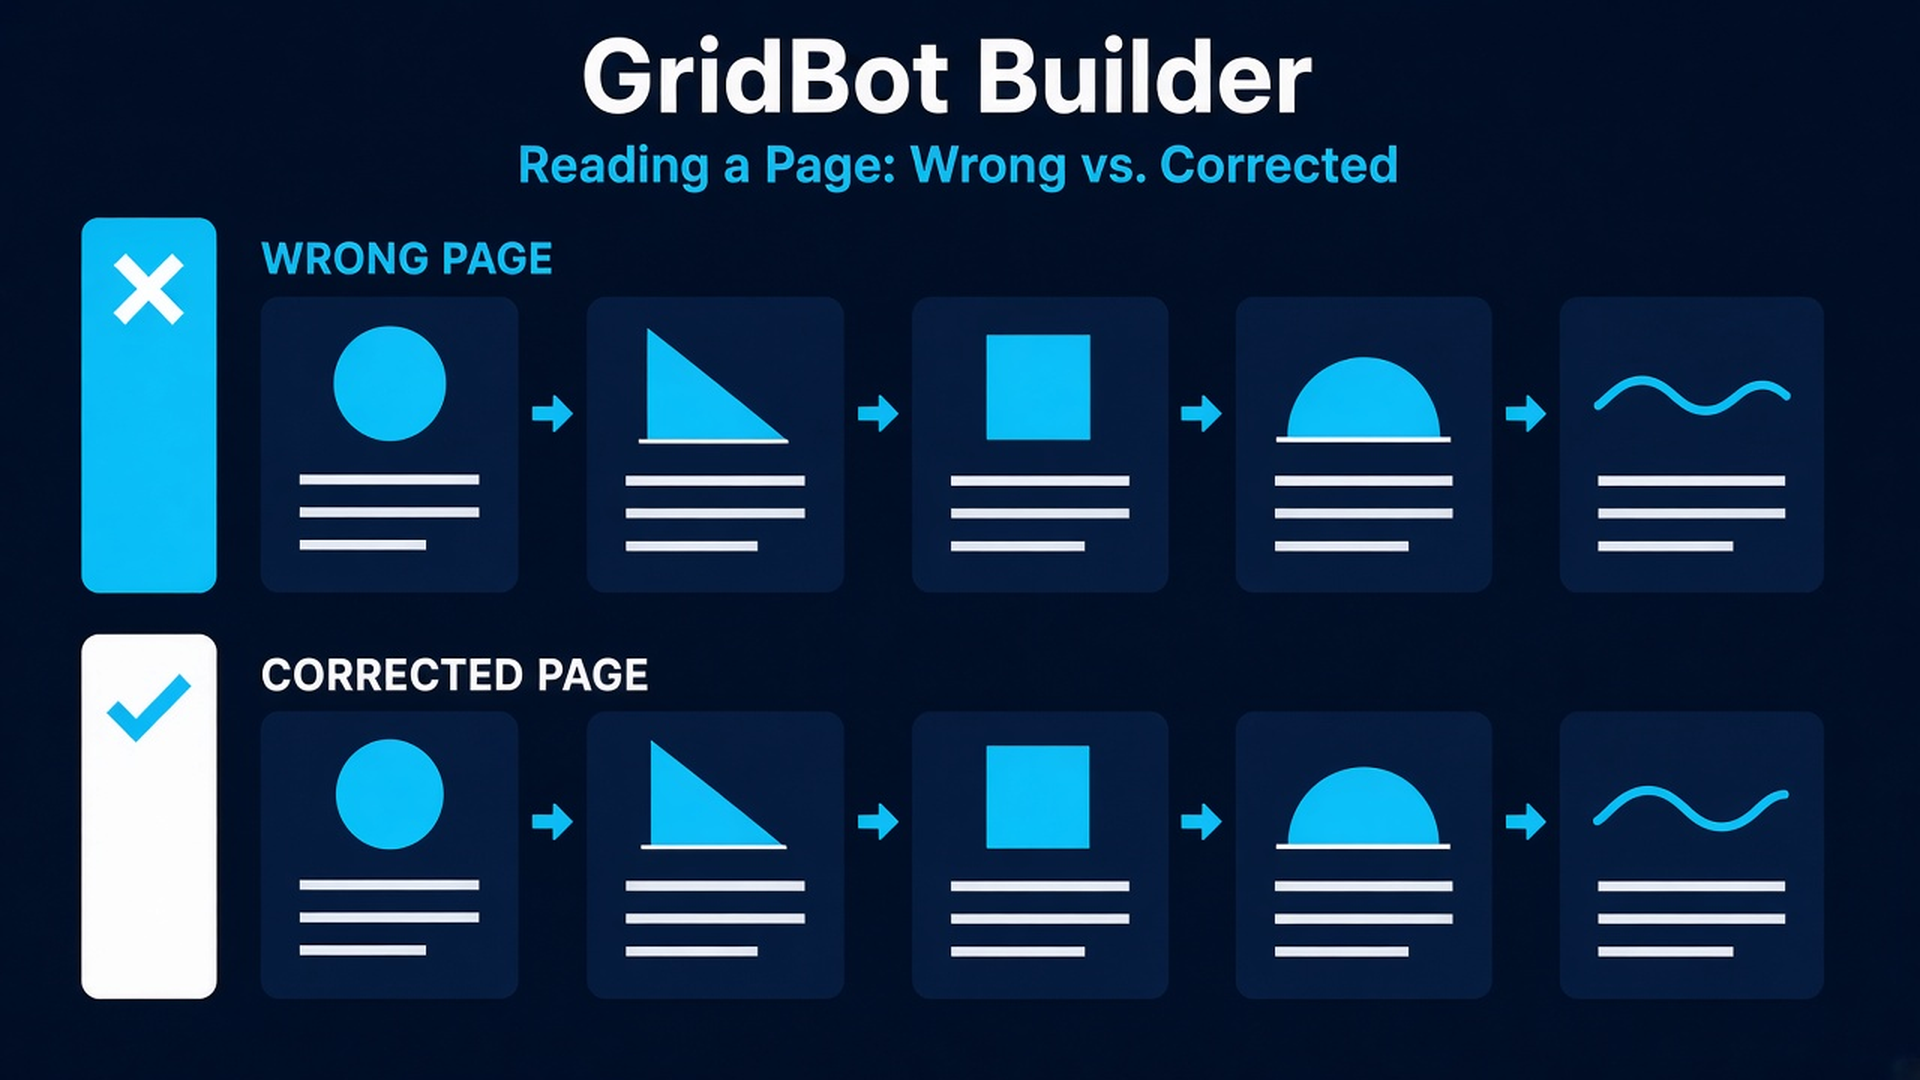 GridBot Builder
Reading a Page: Wrong vs. Corrected
WRONG PAGE
CORRECTED PAGE